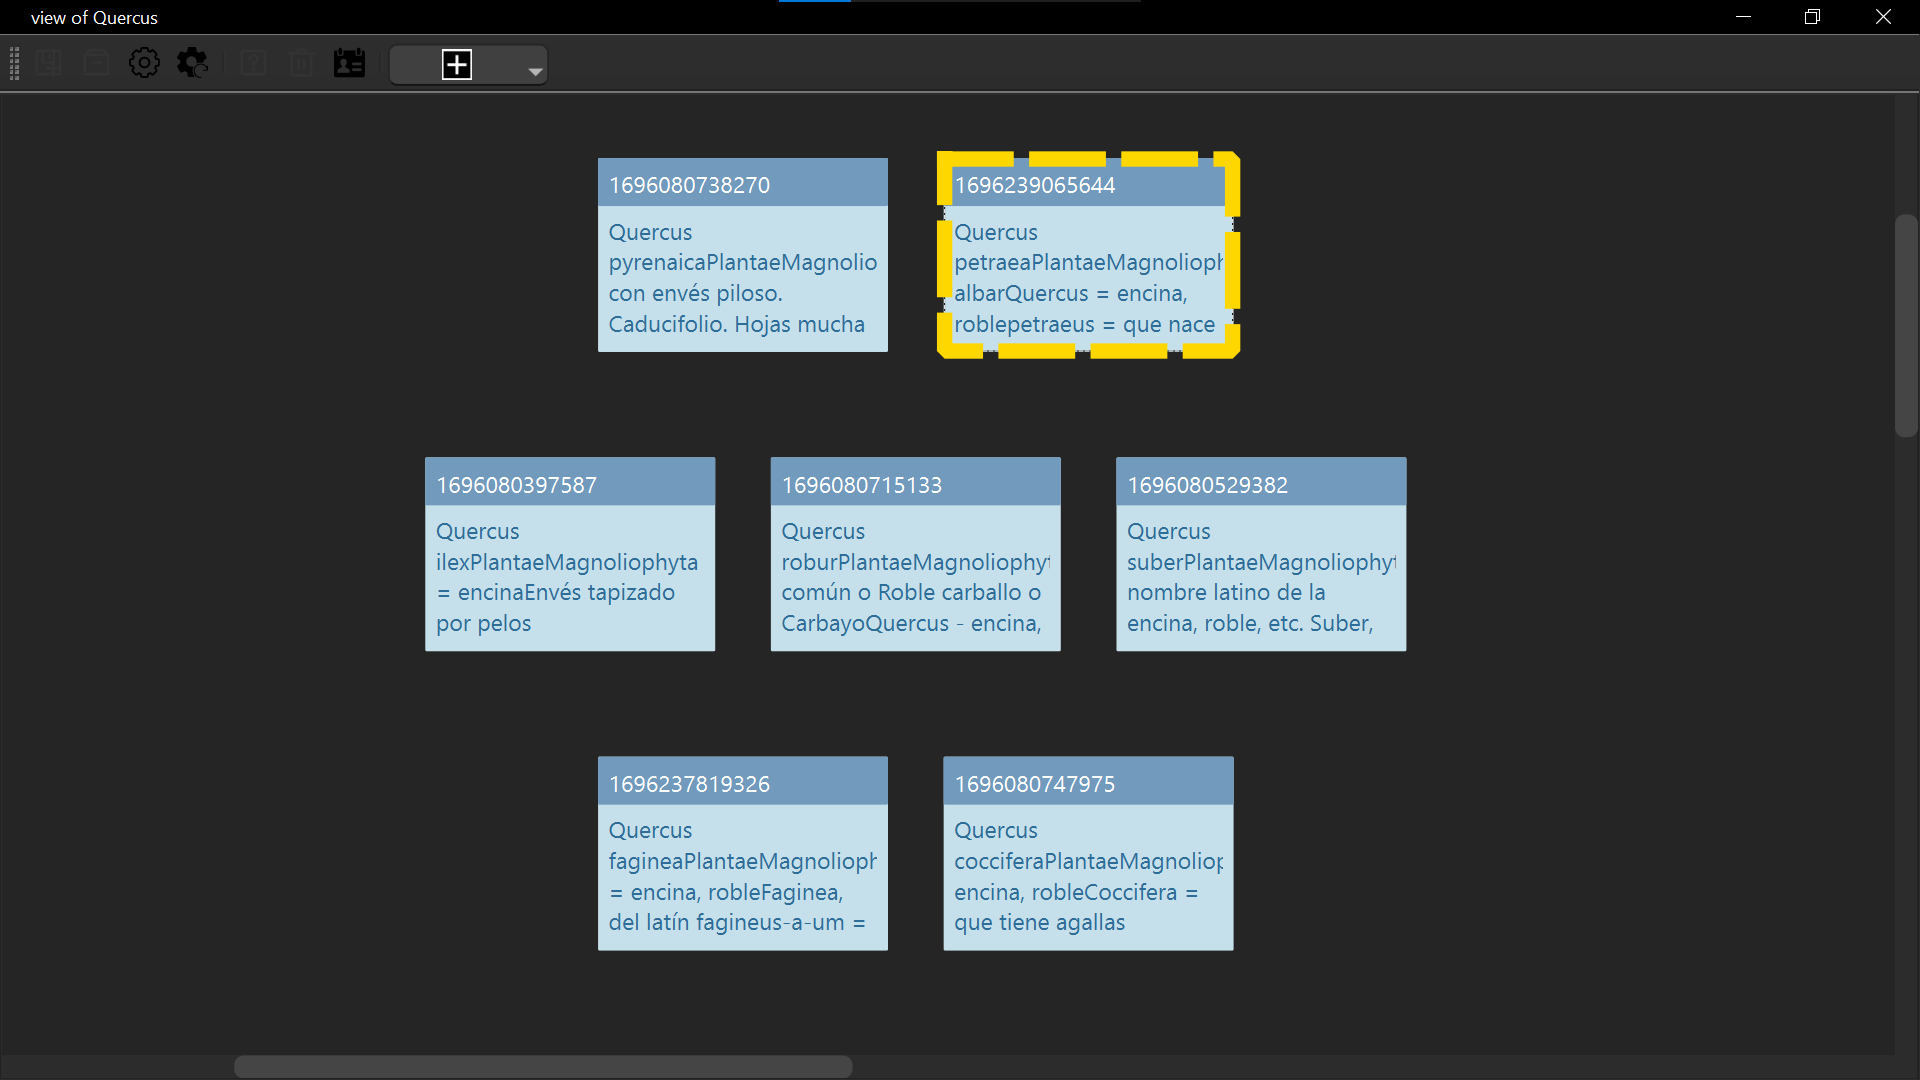 view of Quercus
1696080738270
Quercus
pyrenaicaPlantaeMagnolio
con envés piloso.
Caducifolio. Hojas mucha
1696239065644
Quercus
petraeaPlantaeMagnolioph
albarQuercus = encina,
roblepetraeus = que nace
1696080397587
Quercus
ilexPlantaeMagnoliophyta
= encinaEnvés tapizado
por pelos
1696080715133
Quercus
roburPlantaeMagnoliophyt
común o Roble carballo o
CarbayoQuercus - encina,
1696080529382
Quercus
suberPlantaeMagnoliophyt
nombre latino de la
encina, roble, etc. Suber,
1696237819326
Quercus
fagineaPlantaeMagnolioph
= encina, robleFaginea,
del latín fagineus-a-um =
1696080747975
Quercus
cocciferaPlantaeMagnoliop
encina, robleCoccifera =
que tiene agallas